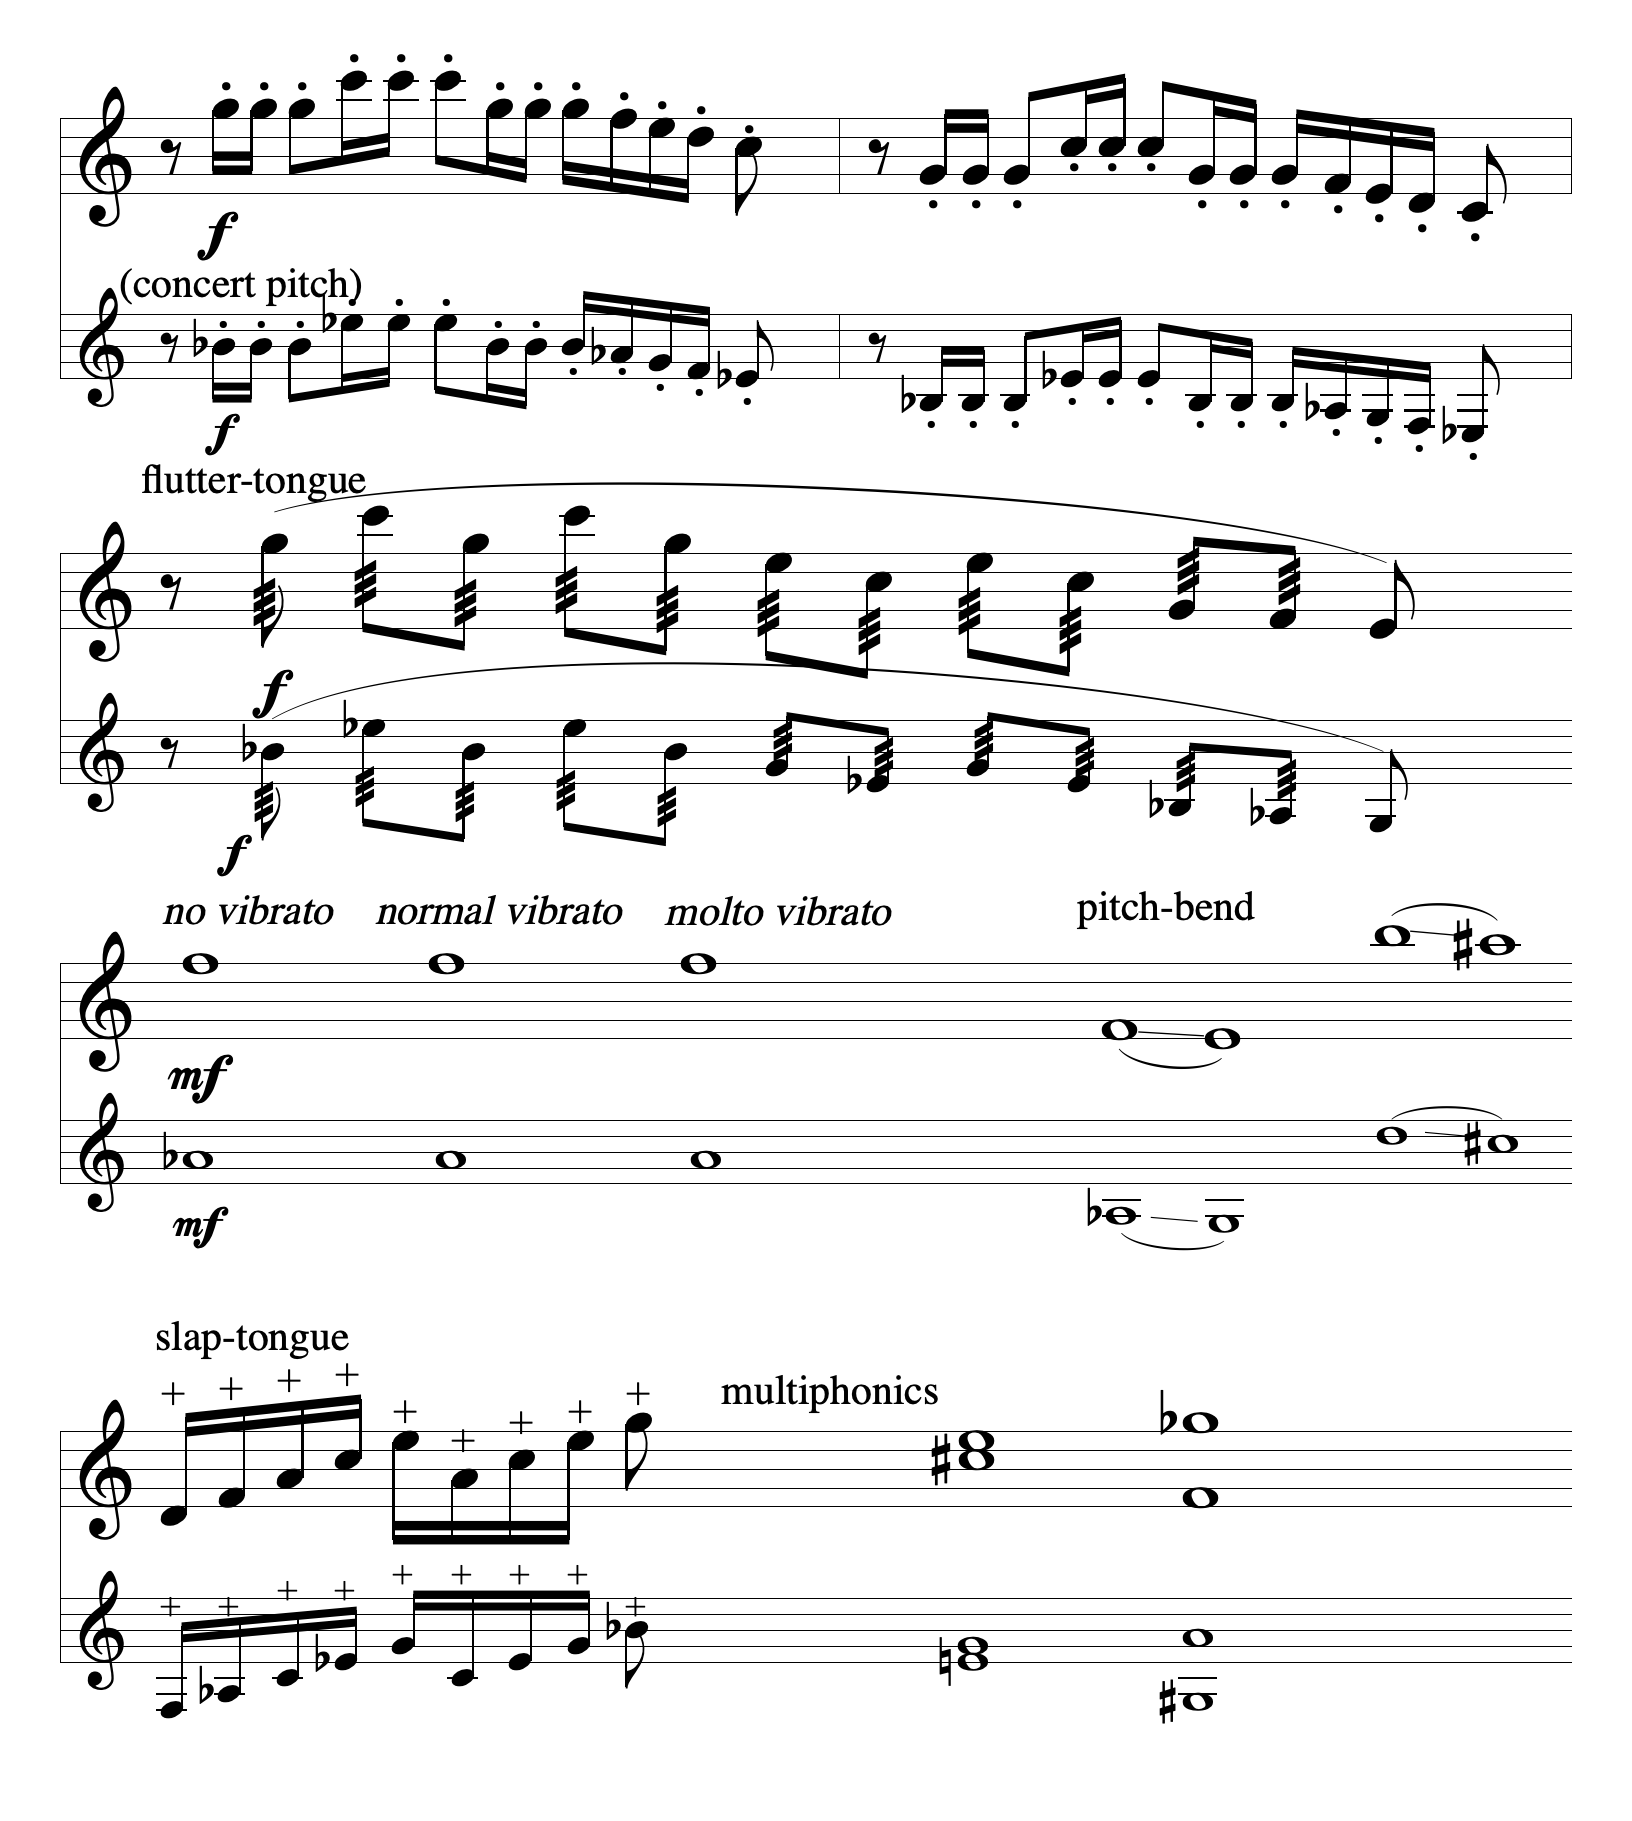 f
(concert pitch)
f
flutter-tongue
f
f
no vibrato normal vibrato molto vibrato pitch-bend
mf
mf
slap-tongue
multiphonics